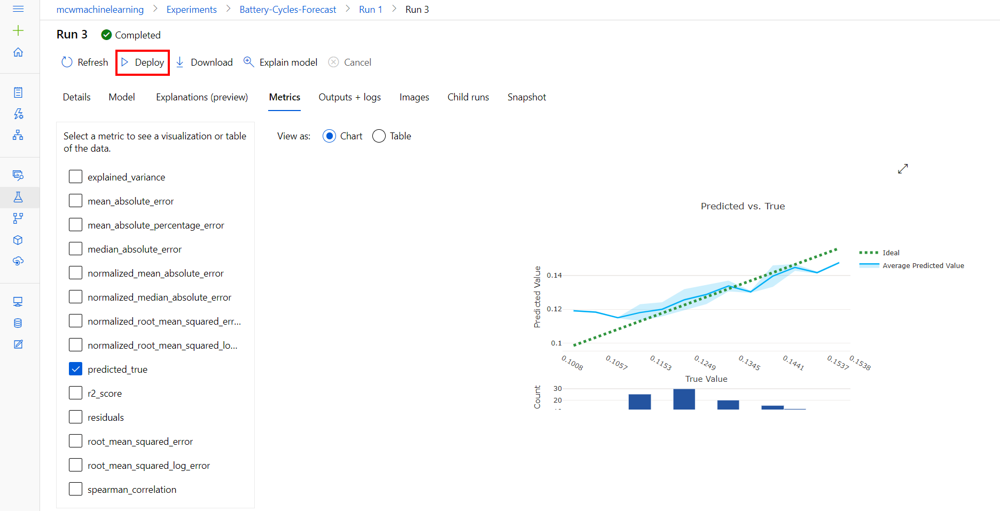 mcwmachinelearning > Experiments > Battery-Cycles-Forecast > Run 1 > Run 3
Run 3 Completed
Refresh Deploy Download Explain model Cancel
Details Model Explanations (preview) Metrics Outputs + logs Images Child runs Snapshot
Select a metric to see a visualization or table
of the data.
explained_variance
mean_absolute_error
mean_absolute_percentage_error
median_absolute_error
normalized_mean_absolute_error
normalized_median_absolute_error
normalized_root_mean_squared_err...
normalized_root_mean_squared_lo...
predicted_true
r2_score
residuals
root_mean_squared_error
root_mean_squared_log_error
spearman_correlation
View as: Chart Table
Predicted vs. True
Ideal
Average Predicted Value
Predicted Value
0.14
0.12
0.1
0.1008 0.1057 0.1153 0.1249 0.1345 0.1441 0.1537 0.1538
True Value
Count
30
20